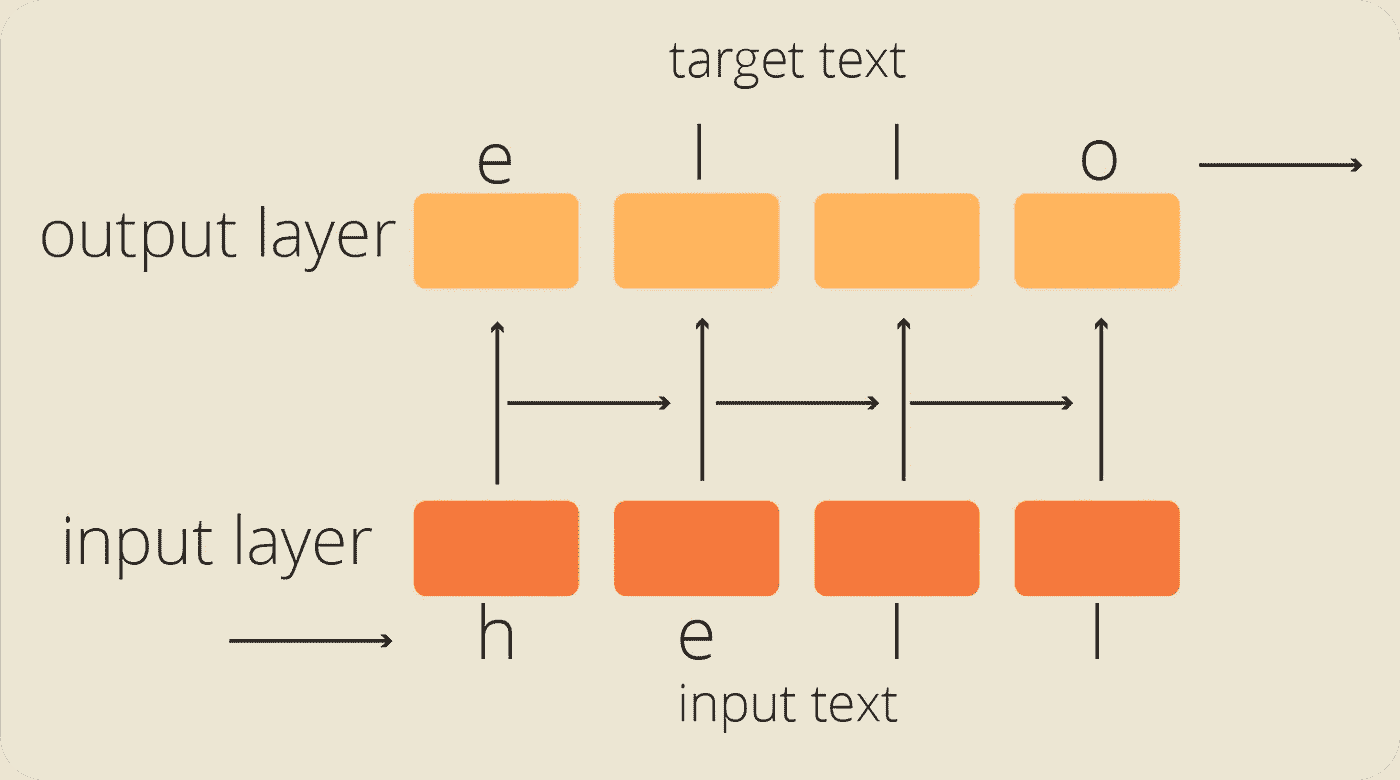 target text
e l l o
output layer
input layer
h e l l
input text